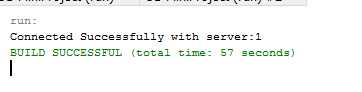 run:
Connected Successfully with server:1
BUILD SUCCESSFUL (total time: 57 seconds)